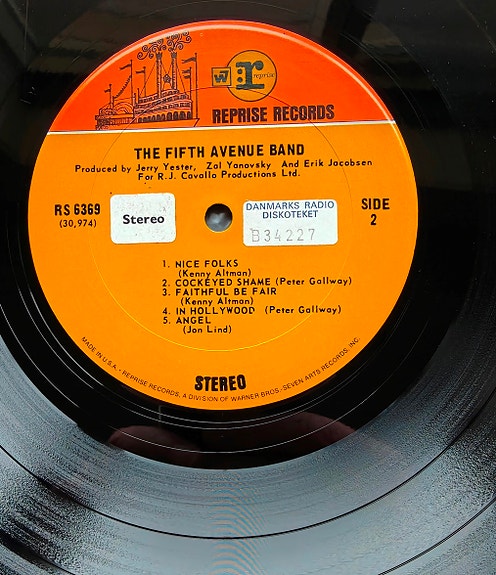 W r reprise
REPRISE RECORDS
THE FIFTH AVENUE BAND
Produced by Jerry Yester, Zal Yanovsky And Erik Jacobsen
For R.J. Cavallo Productions Ltd.
RS 6369
(30,974)
Stereo
DANMARKS RADIO
DISKOTEKET
B34227
SIDE
2
1. NICE FOLKS
(Kenny Altman)
2. COCKEYED SHAME (Peter Gallway)
3. FAITHFUL BE FAIR
(Kenny Altman)
4. IN HOLLYWOOD (Peter Gallway)
5. ANGEL
(Jon Lind)
STEREO
MADE IN U.S.A. • REPRISE RECORDS, A DIVISION OF WARNER BROS.-SEVEN ARTS RECORDS, INC.